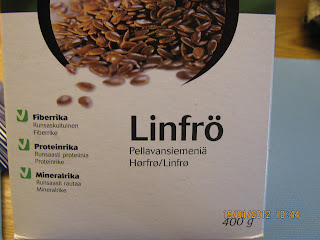 Fiberrika
Runsaskuituinen
Fiberrike
Proteinrika
Runsaasti proteiinia
Proteinrike
Mineralrika
Runsaasti rautaa
Mineralrike
Linfrö
Pellavansiemeniä
Hørfrø/Linfrø
400 g